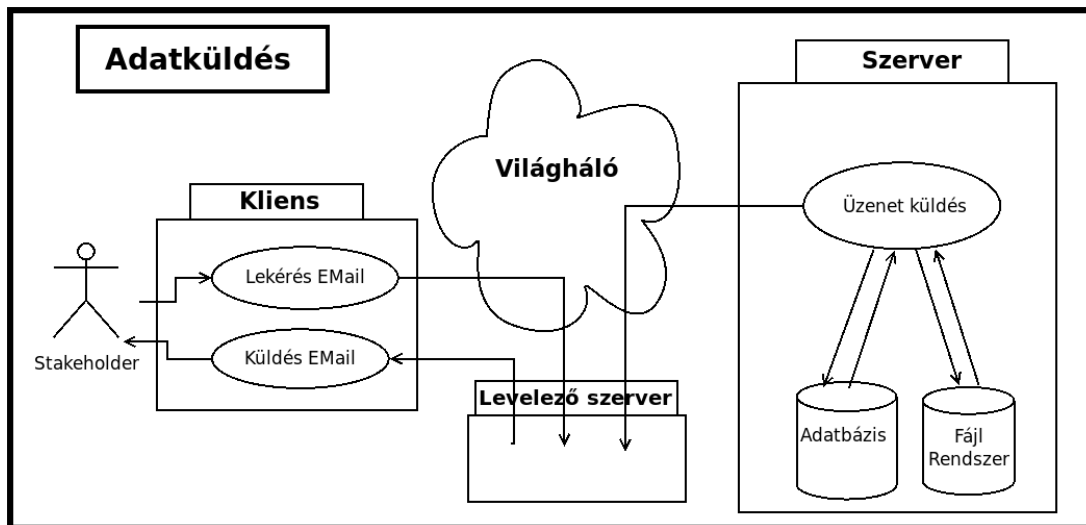 Adatküldés
Szerver
Világháló
Kliens
Üzenet küldés
Lekérés EMail
Küldés EMail
Stakeholder
Levelező szerver
Adatbázis
Fájl
Rendszer